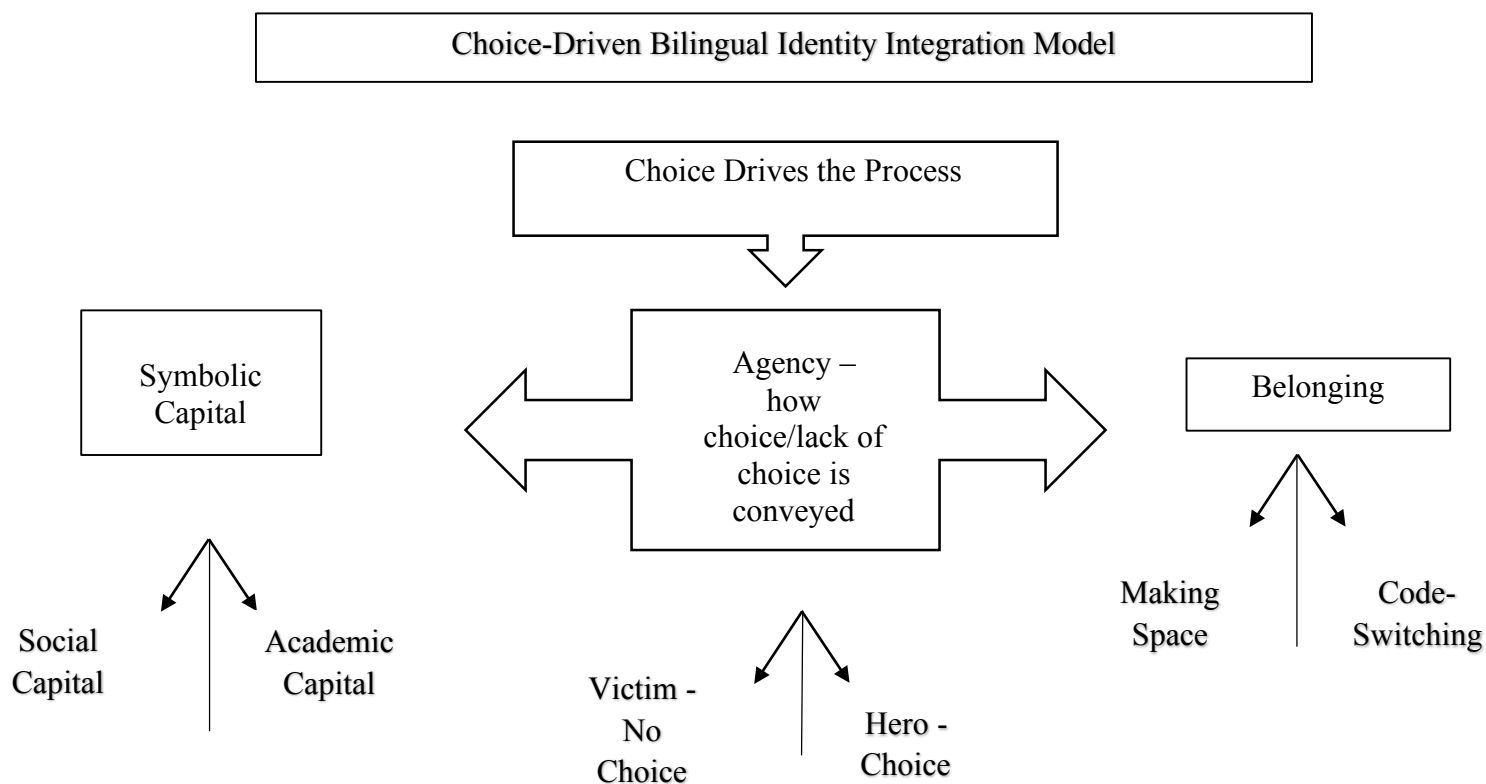 Choice-Driven Bilingual Identity Integration Model
Choice Drives the Process
Symbolic
Capital
Agency –
how
choice/lack of
choice is
conveyed
Belonging
Social
Capital
Academic
Capital
Victim -
No
Choice
Hero -
Choice
Making
Space
Code-
Switching